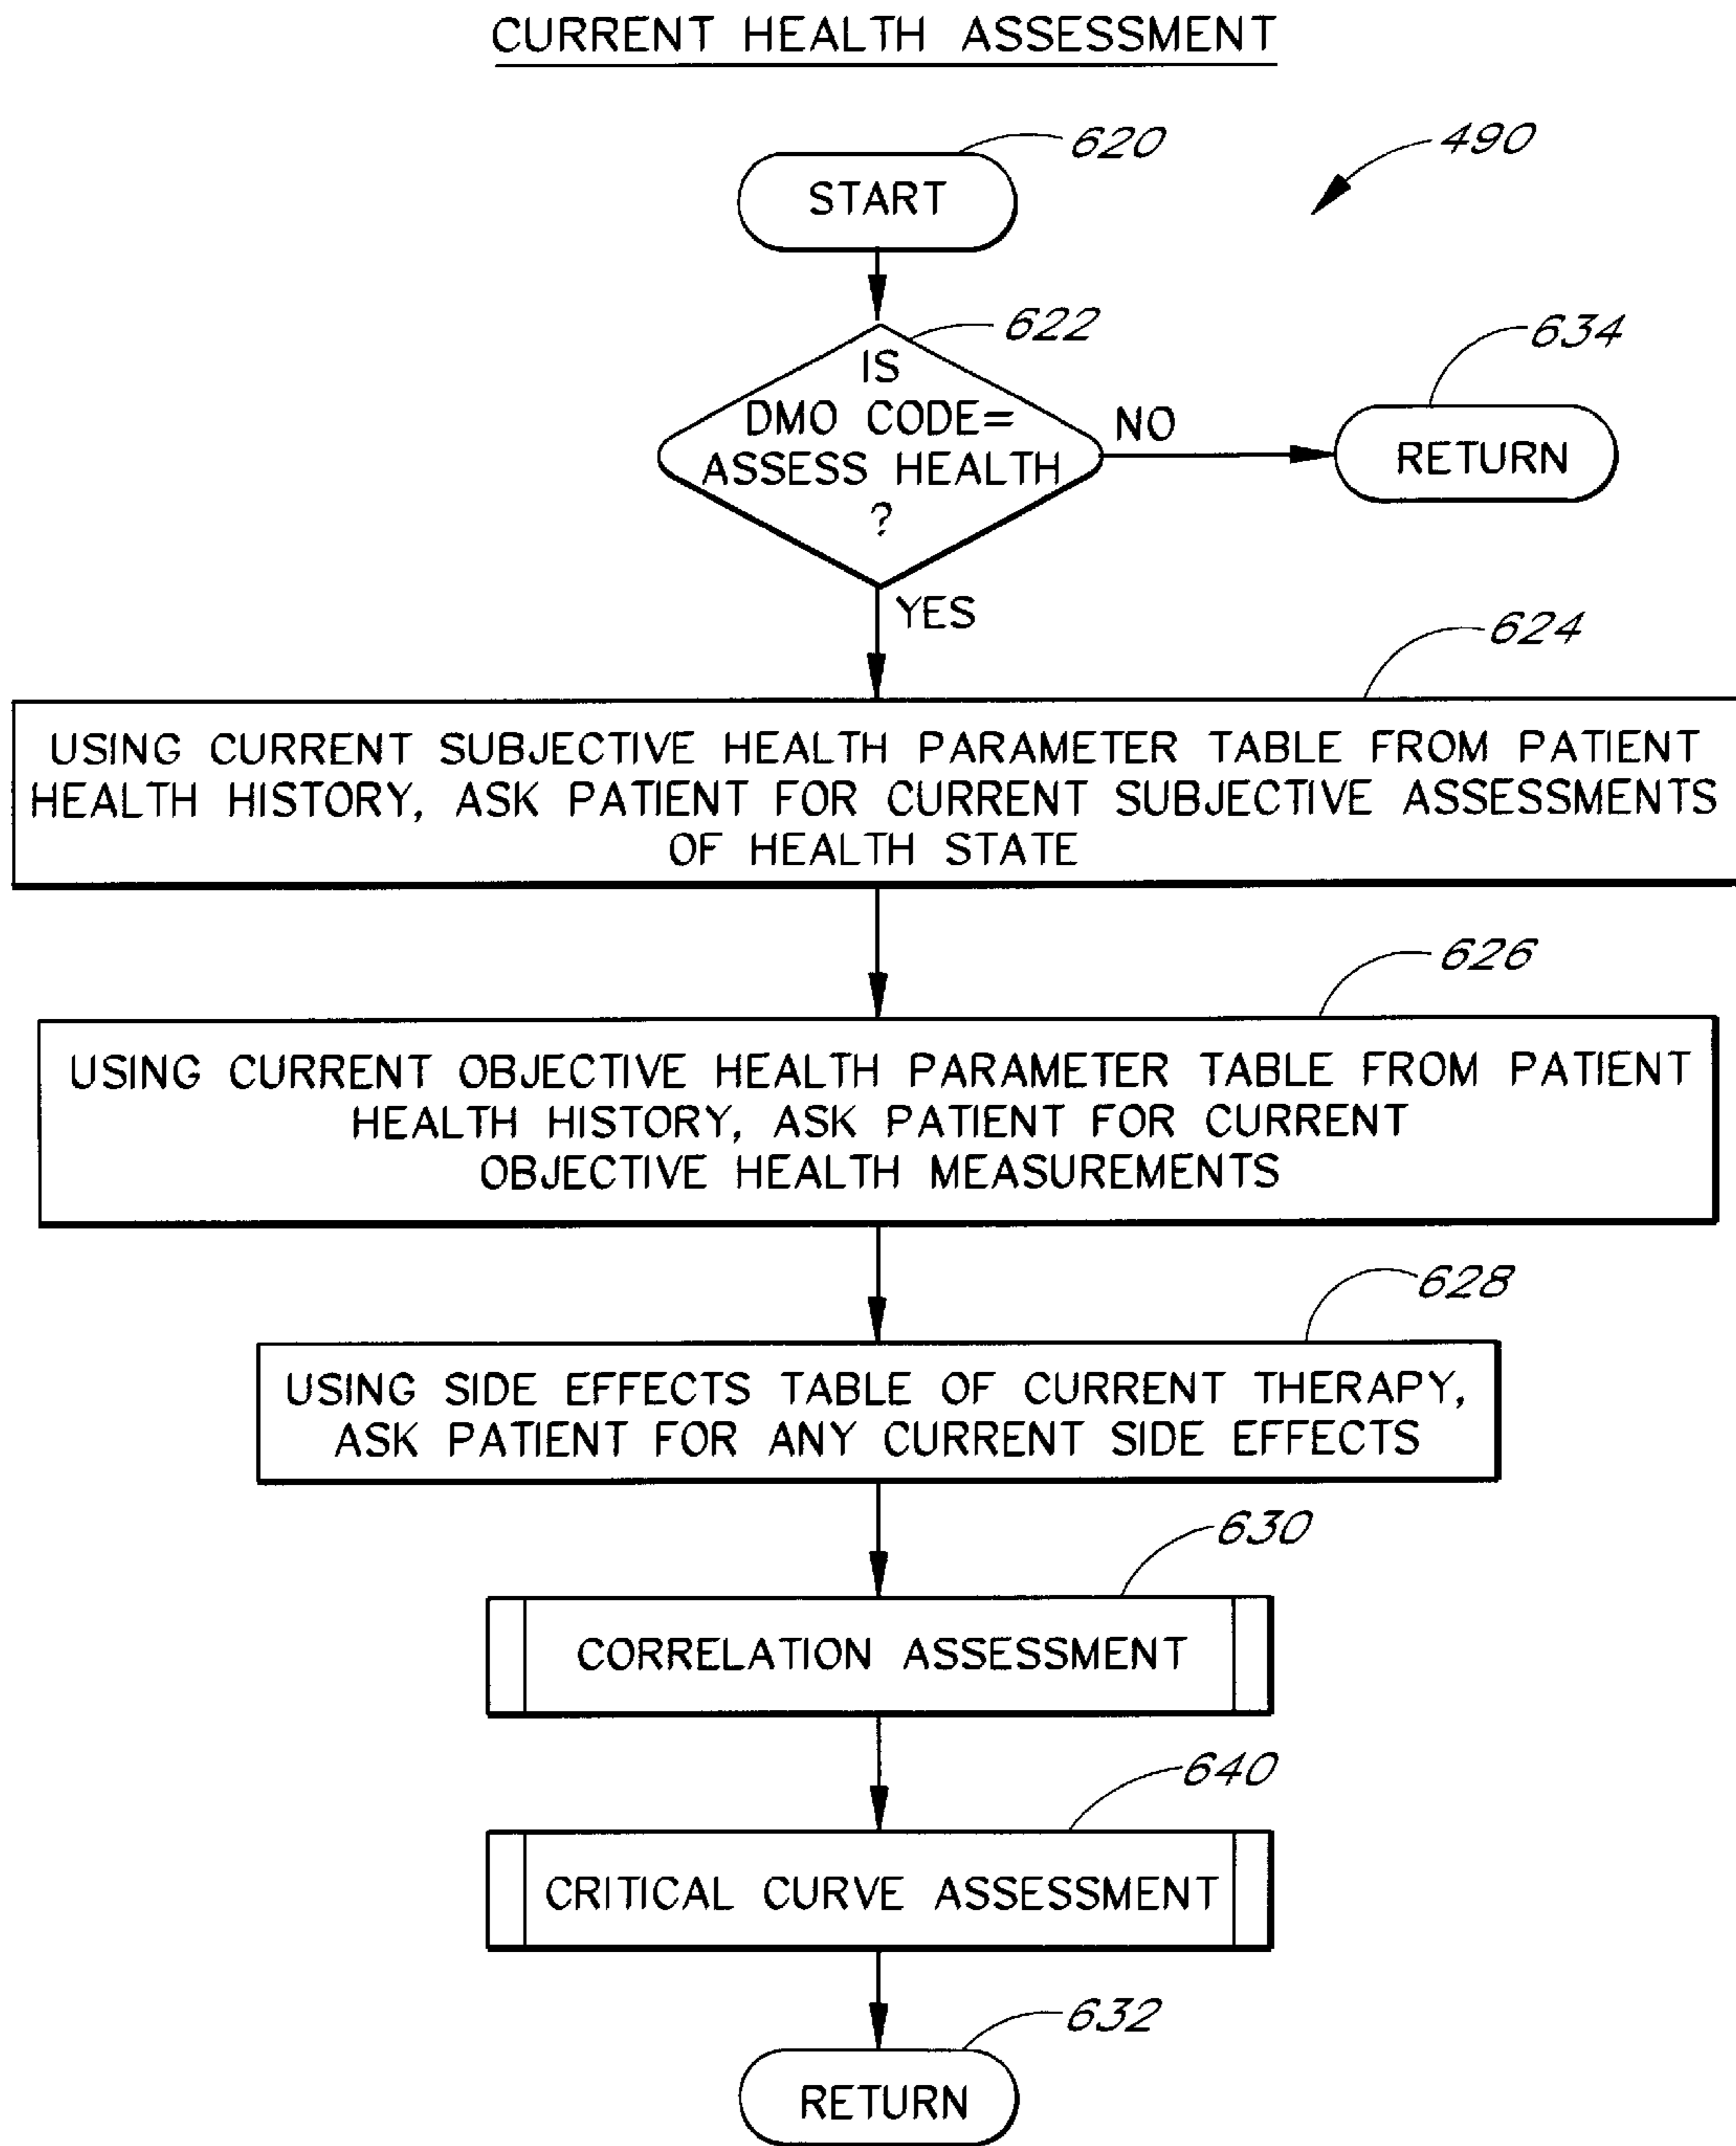 CURRENT HEALTH ASSESSMENT
620
490
START
622
IS
DMO CODE=
ASSESS HEALTH
?
NO
634
RETURN
YES
624
USING CURRENT SUBJECTIVE HEALTH PARAMETER TABLE FROM PATIENT
HEALTH HISTORY, ASK PATIENT FOR CURRENT SUBJECTIVE ASSESSMENTS
OF HEALTH STATE
626
USING CURRENT OBJECTIVE HEALTH PARAMETER TABLE FROM PATIENT
HEALTH HISTORY, ASK PATIENT FOR CURRENT
OBJECTIVE HEALTH MEASUREMENTS
628
USING SIDE EFFECTS TABLE OF CURRENT THERAPY,
ASK PATIENT FOR ANY CURRENT SIDE EFFECTS
630
CORRELATION ASSESSMENT
640
CRITICAL CURVE ASSESSMENT
632
RETURN